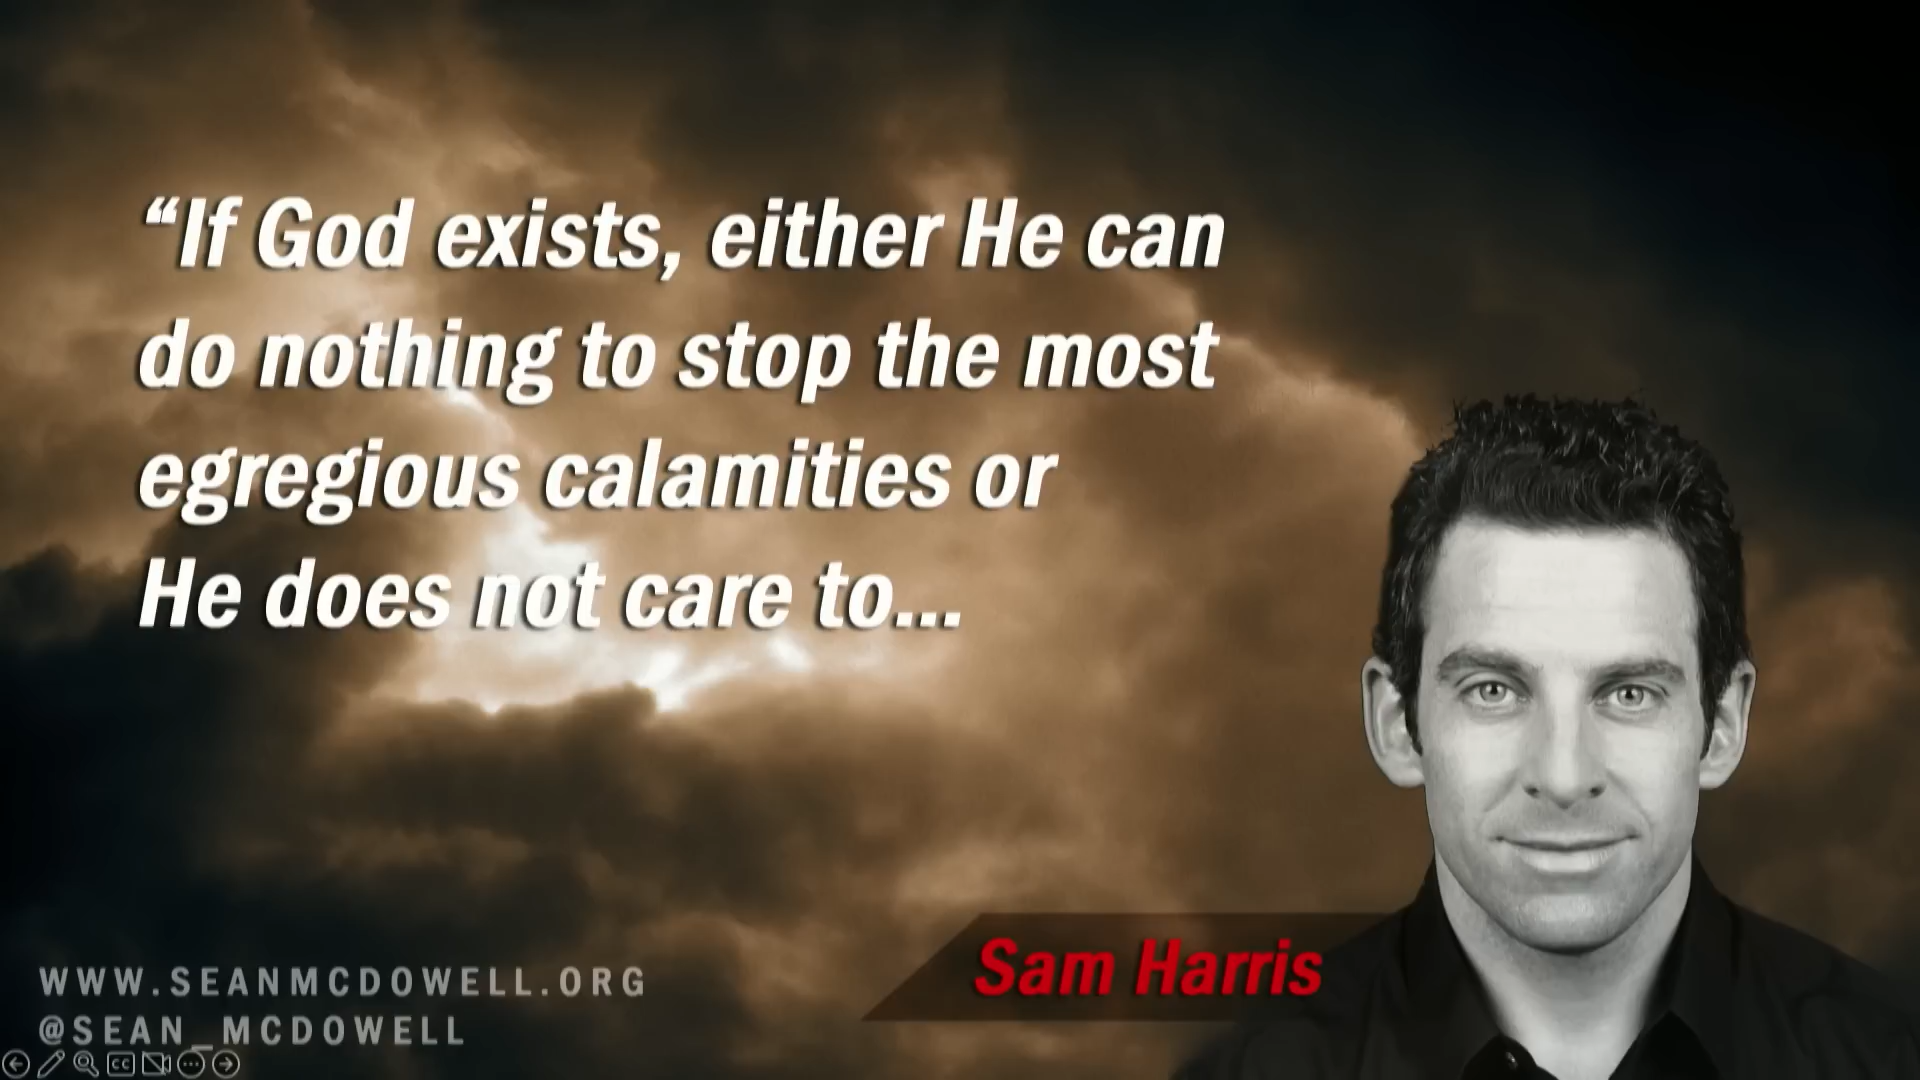 “If God exists, either He can
do nothing to stop the most
egregious calamities or
He does not care to...
Sam Harris
WWW.SEANMCDOWELL.ORG
@SEAN_MCDOWELL
CC